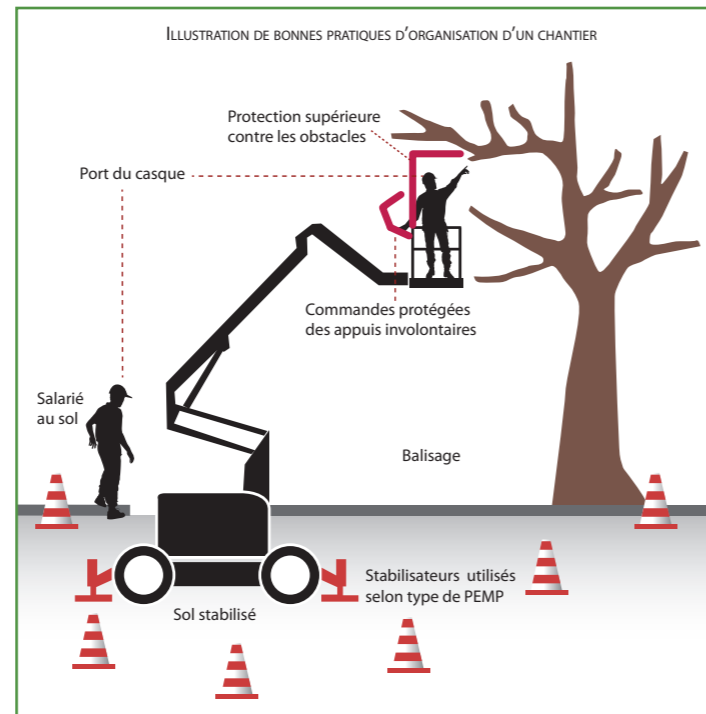 ILLUSTRATION DE BONNES PRATIQUES D'ORGANISATION D'UN CHANTIER
Protection supérieure
contre les obstacles
Port du casque
Commandes protégées
des appuis involontaires
Salarié
au sol
Balisage
Stabilisateurs utilisés
selon type de PEMP
Sol stabilisé